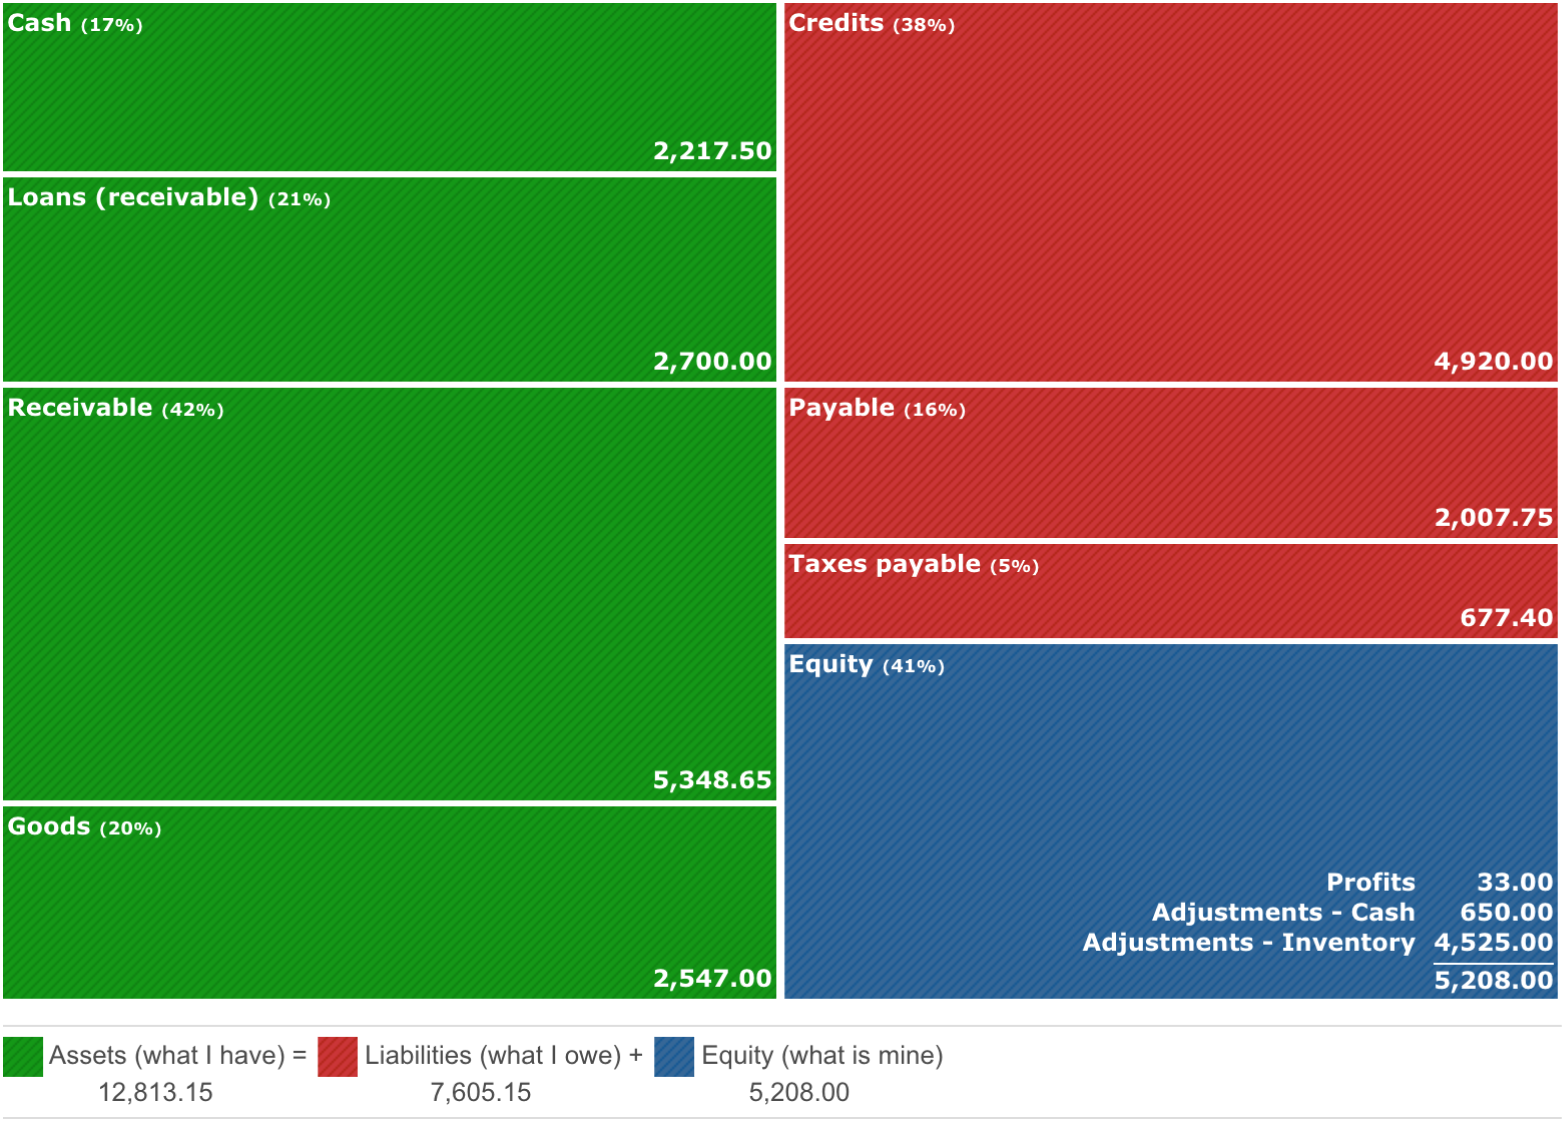 Cash (17%)
2,217.50
Loans (receivable) (21%)
2,700.00
Receivable (42%)
5,348.65
Goods (20%)
2,547.00
Credits (38%)
4,920.00
Payable (16%)
2,007.75
Taxes payable (5%)
677.40
Equity (41%)
Profits 33.00
Adjustments - Cash 650.00
Adjustments - Inventory 4,525.00
5,208.00
Assets (what I have) = Liabilities (what I owe) + Equity (what is mine)
12,813.15 7,605.15 5,208.00